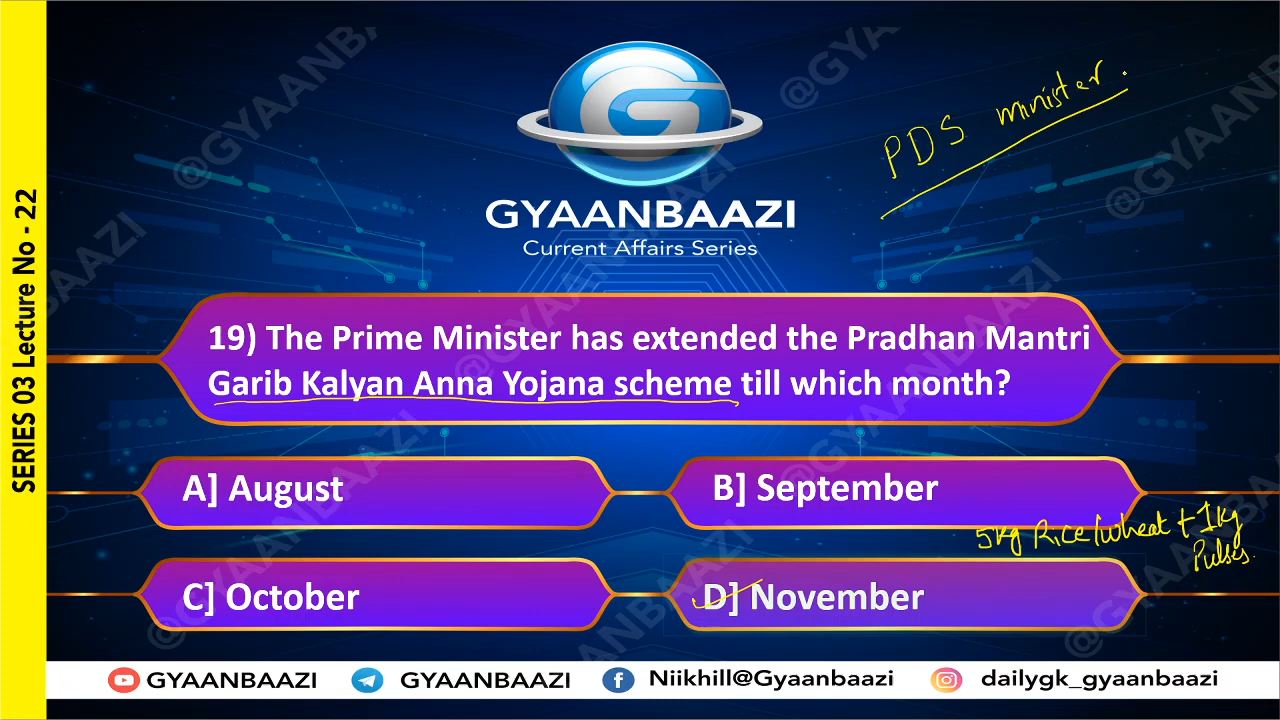 SERIES 03 Lecture No - 22
@GYAANBAAZI
GYAANBAAZI
Current Affairs Series
PDS minister.
19) The Prime Minister has extended the Pradhan Mantri
Garib Kalyan Anna Yojana scheme till which month?
A] August
B] September
5kg Rice/wheat + 1kg
Pulses.
C] October
D] November
GYAANBAAZI
GYAANBAAZI
Niikhill@Gyaanbaazi
dailygk_gyaanbaazi